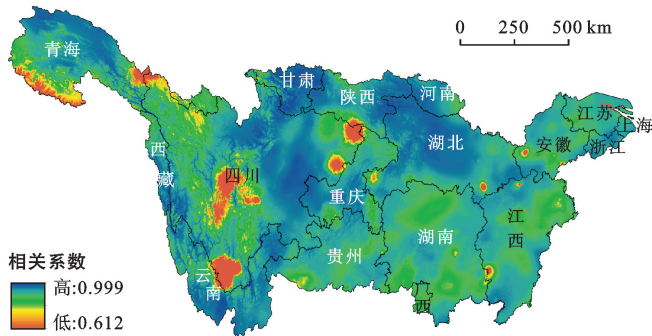 0 250 500 km
青海
甘肃
陕西
河南
江苏
上海
安徽
浙江
湖北
西藏
四川
重庆
江西
湖南
贵州
云南
广西
相关系数
高:0.999
低:0.612